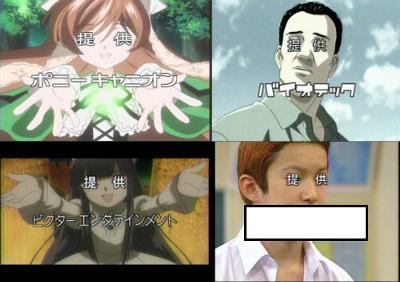 提 供
ポニー キャニオン
提 供
バイオテック
提 供
ビクター エンタテインメント
提 供